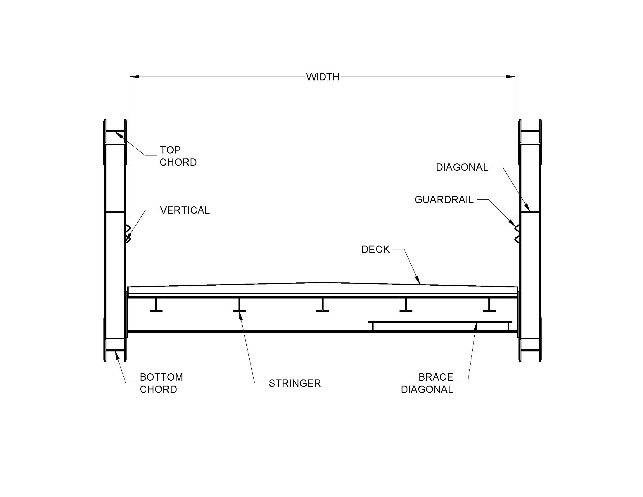 WIDTH
TOP
CHORD
DIAGONAL
GUARDRAIL
VERTICAL
DECK
BOTTOM
CHORD
STRINGER
BRACE
DIAGONAL